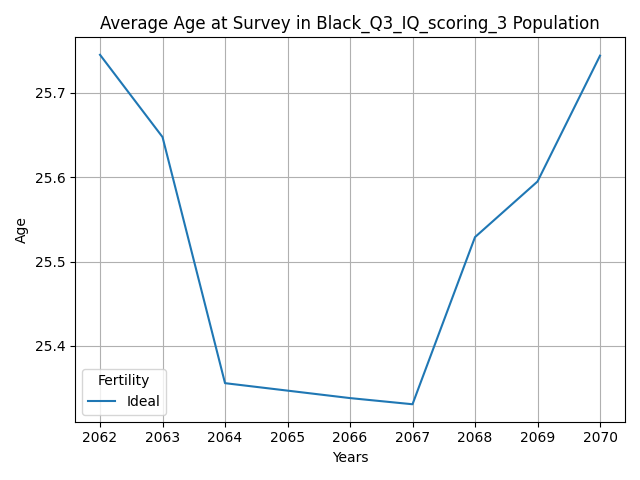 Average Age at Survey in Black_Q3_IQ_scoring_3 Population
Age
25.7
25.6
25.5
25.4
Fertility
Ideal
2062 2063 2064 2065 2066 2067 2068 2069 2070
Years